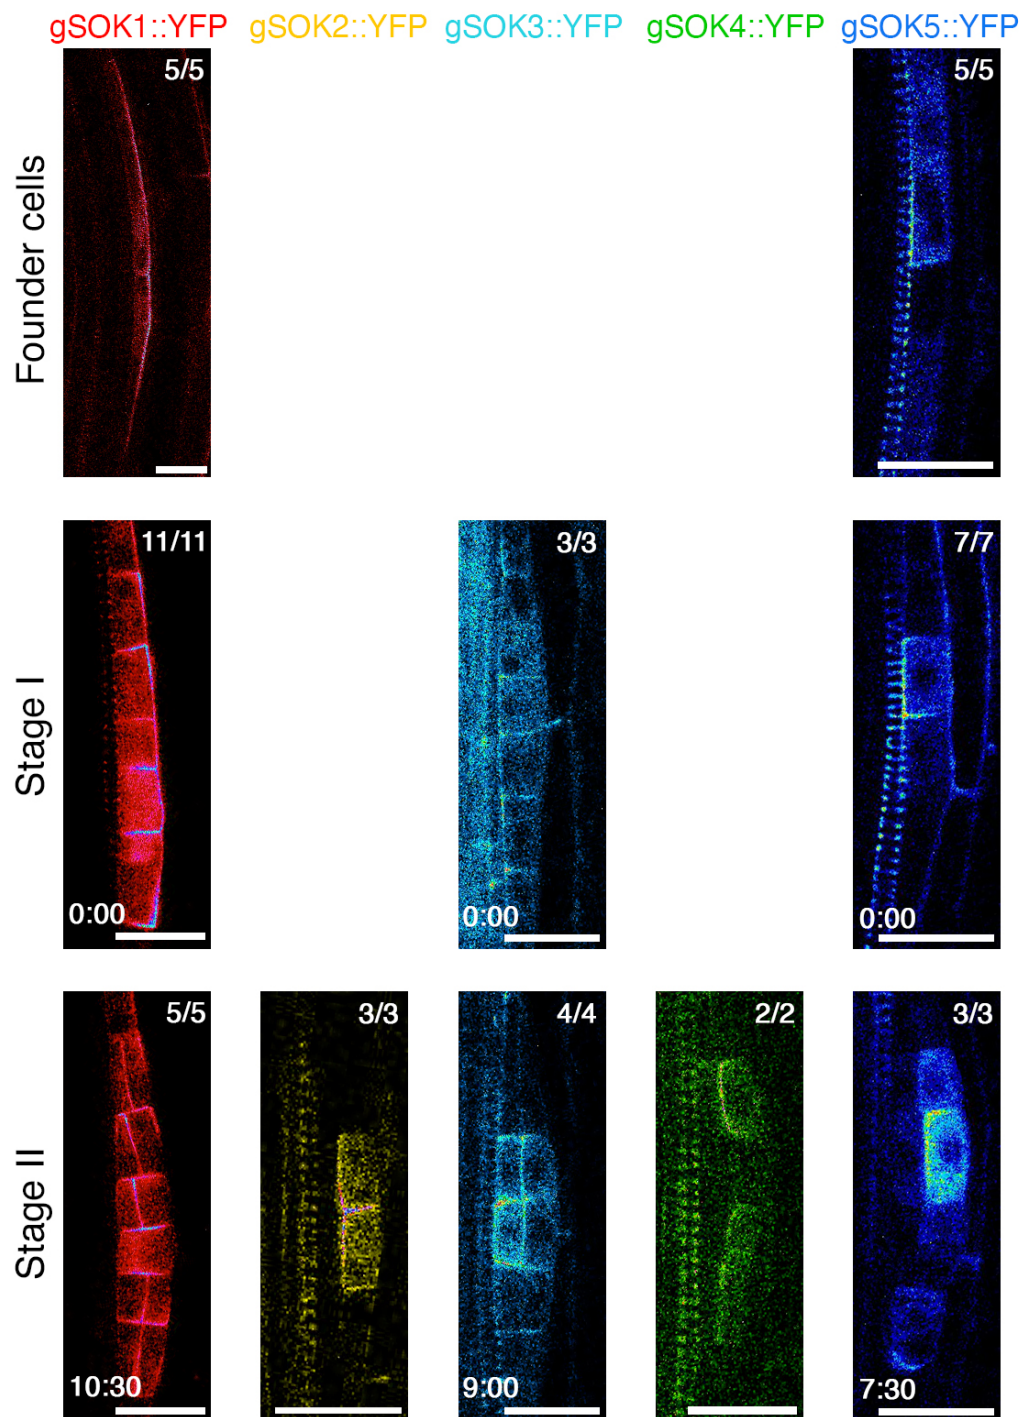 gSOK1::YFP gSOK2::YFP gSOK3::YFP gSOK4::YFP gSOK5::YFP
Founder cells
5/5 5/5
Stage I
11/11 3/3 7/7
0:00 0:00 0:00
Stage II
5/5 3/3 4/4 2/2 3/3
10:30 9:00 7:30